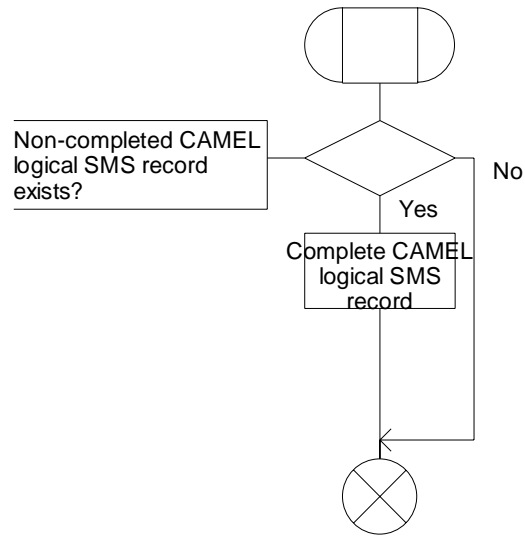 Non-completed CAMEL
logical SMS record
exists?
No
Yes
Complete CAMEL
logical SMS
record